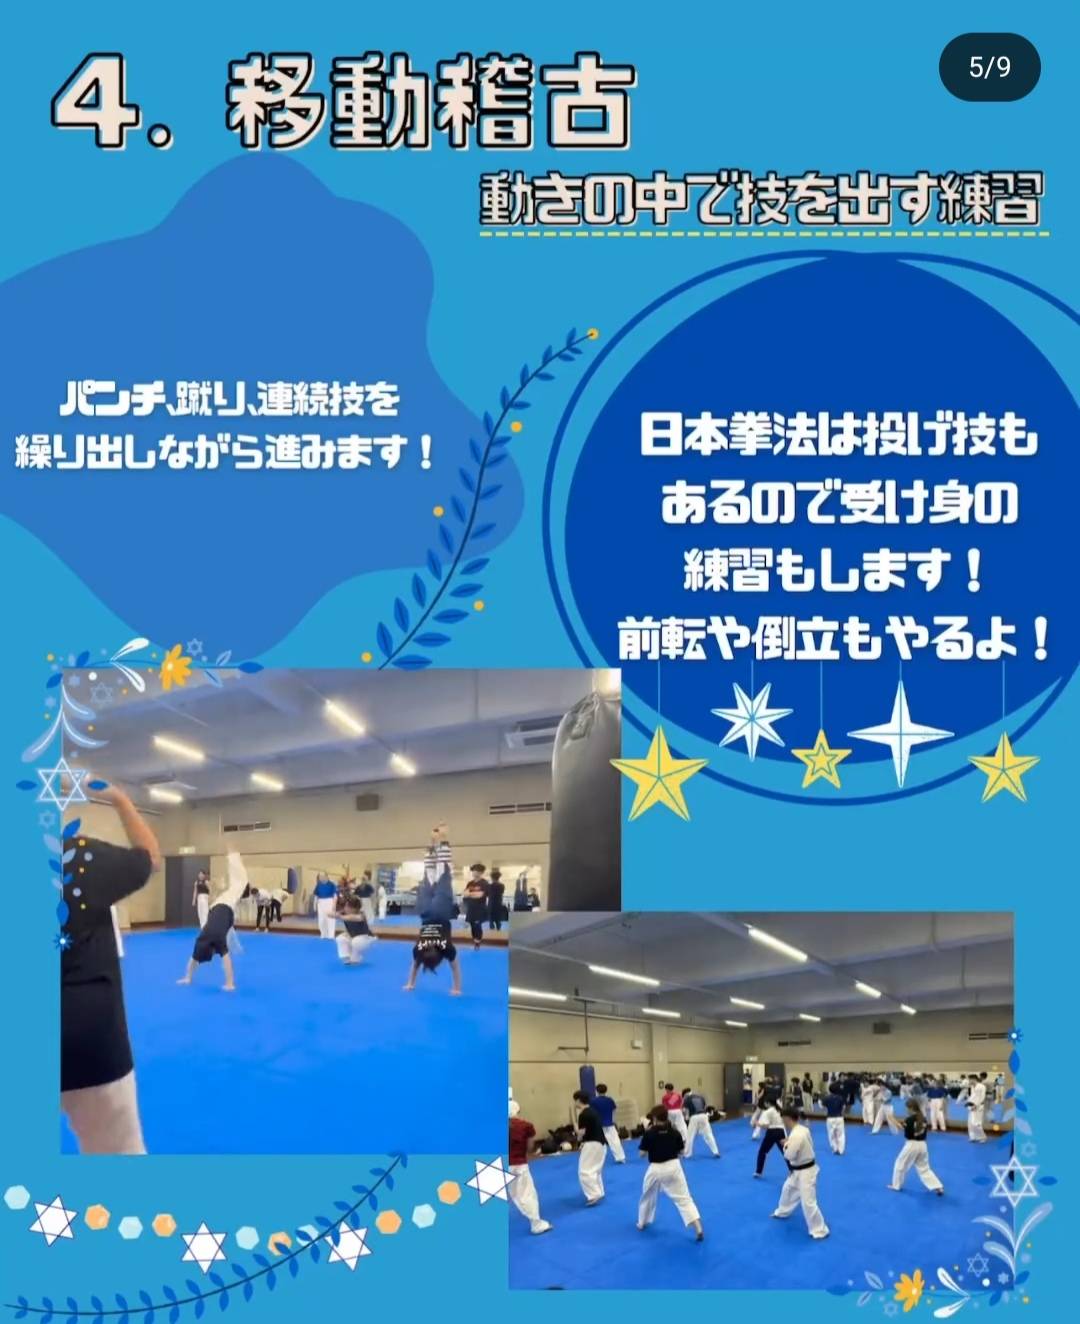 4. 移動稽古
5/9
動きの中で技を出す練習
パンチ、蹴り、連続技を
繰り出しながら進みます！
日本拳法は投げ技も
あるので受け身の
練習もします！
前転や倒立もやるよ！